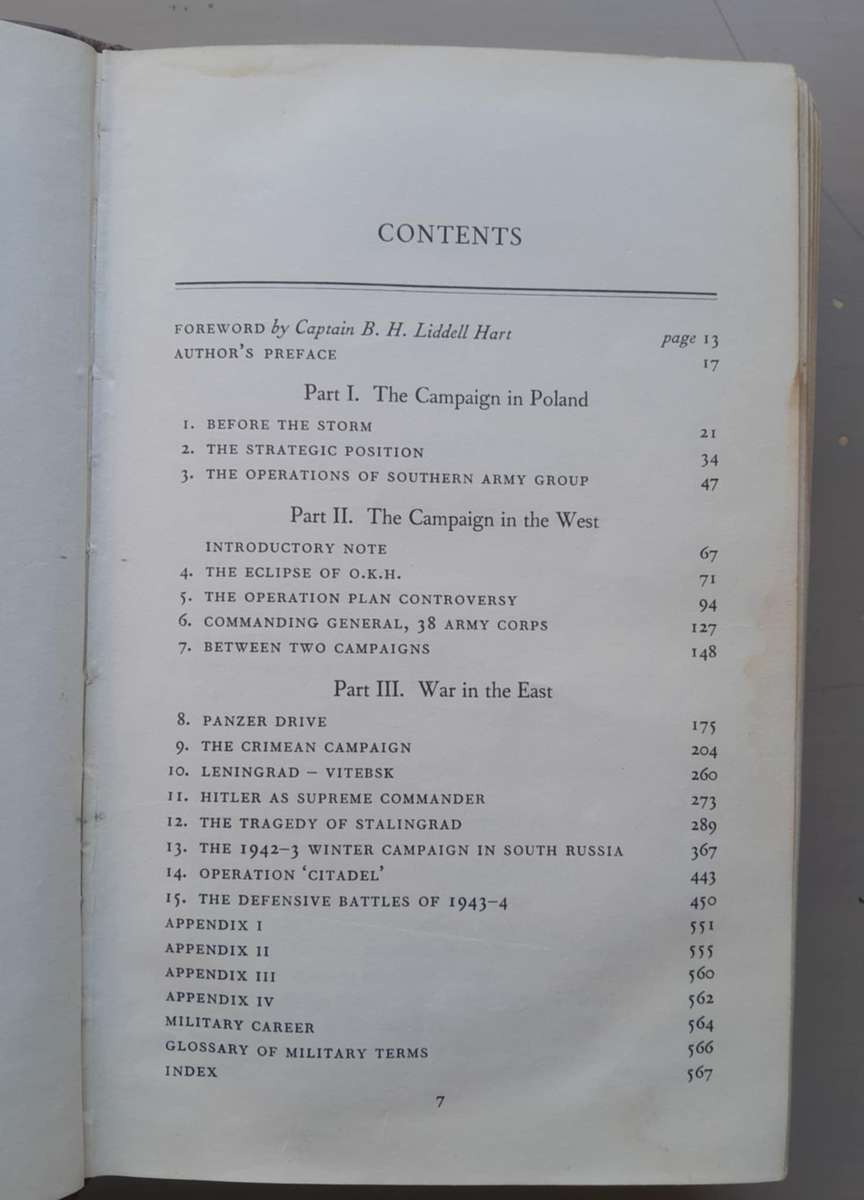 CONTENTS
FOREWORD by Captain B. H. Liddell Hart page 13
AUTHOR'S PREFACE 17
Part I. The Campaign in Poland
1. BEFORE THE STORM 21
2. THE STRATEGIC POSITION 34
3. THE OPERATIONS OF SOUTHERN ARMY GROUP 47
Part II. The Campaign in the West
INTRODUCTORY NOTE 67
4. THE ECLIPSE OF O.K.H. 71
5. THE OPERATION PLAN CONTROVERSY 94
6. COMMANDING GENERAL, 38 ARMY CORPS 127
7. BETWEEN TWO CAMPAIGNS 148
Part III. War in the East
8. PANZER DRIVE 175
9. THE CRIMEAN CAMPAIGN 204
10. LENINGRAD – VITEBSK 260
11. HITLER AS SUPREME COMMANDER 273
12. THE TRAGEDY OF STALINGRAD 289
13. THE 1942–3 WINTER CAMPAIGN IN SOUTH RUSSIA 367
14. OPERATION 'CITADEL' 443
15. THE DEFENSIVE BATTLES OF 1943–4 450
APPENDIX I 551
APPENDIX II 555
APPENDIX III 560
APPENDIX IV 562
MILITARY CAREER 564
GLOSSARY OF MILITARY TERMS 566
INDEX 567
7